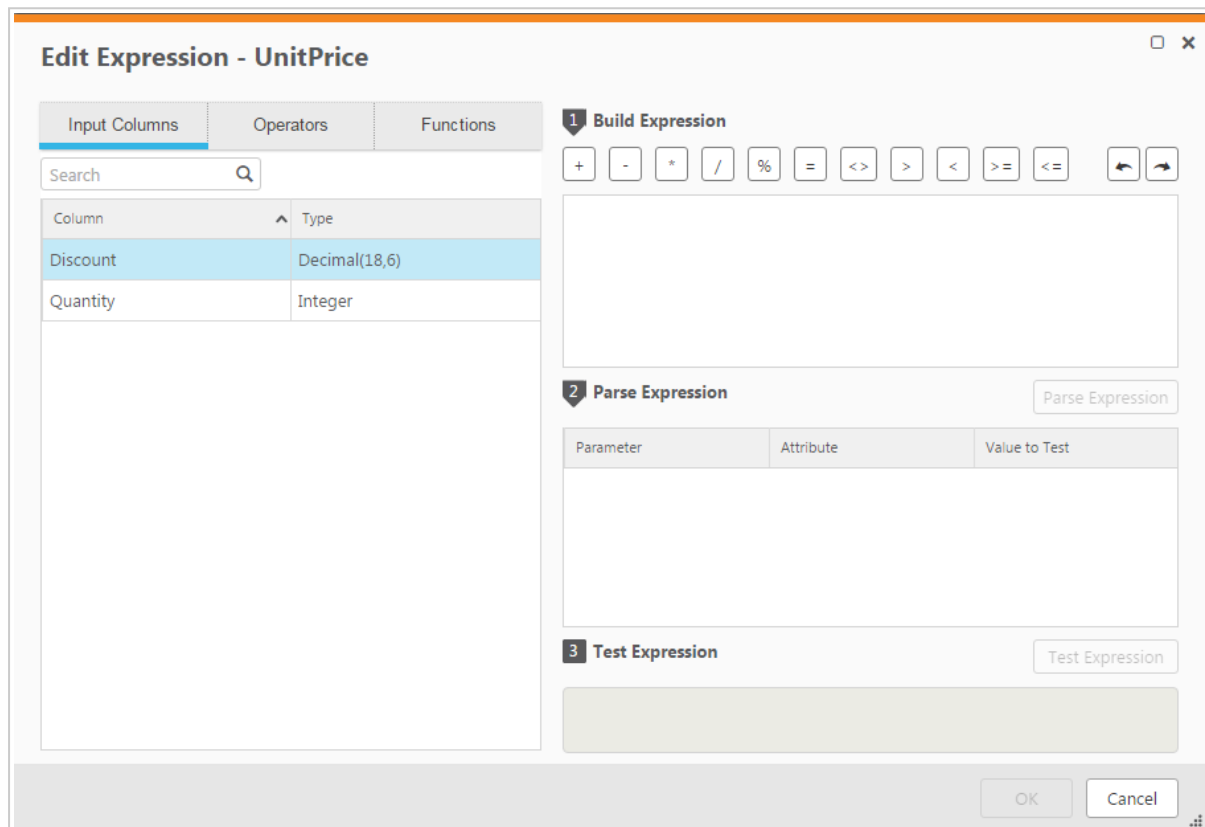 Edit Expression - UnitPrice
Input Columns Operators Functions
Search
Column Type
Discount Decimal(18,6)
Quantity Integer
1 Build Expression
+ - * / % = <> > < >= <=
2 Parse Expression Parse Expression
Parameter Attribute Value to Test
3 Test Expression Test Expression
OK Cancel